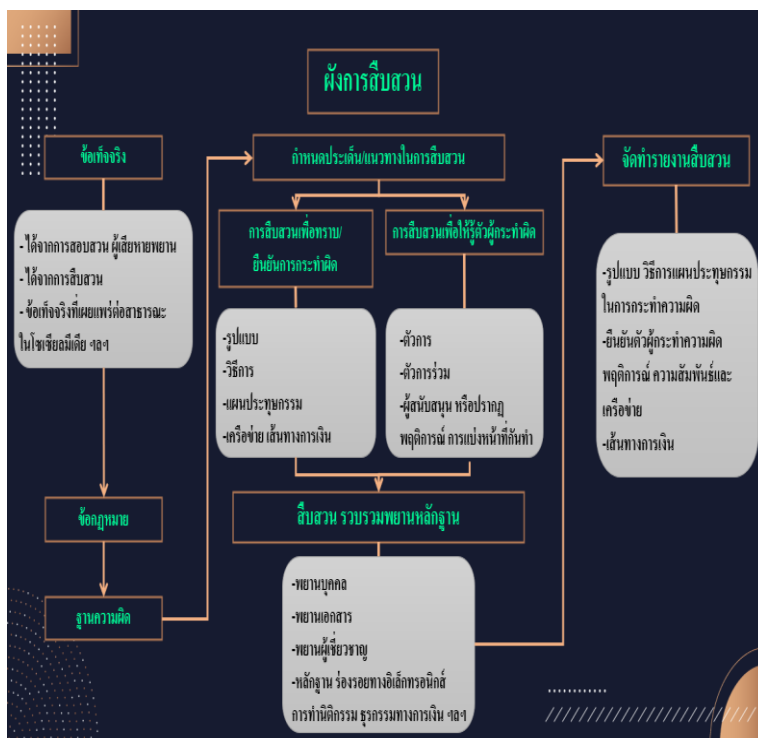 ผังการสืบสวน
ข้อเท็จจริง
- ได้จากการสอบสวน ผู้เสียหายพยาน
- ได้จากการสืบสวน
- ข้อเท็จจริงที่เผยแพร่ต่อสาธารณะ
ในโซเชียลมีเดีย ฯลฯ
ข้อกฎหมาย
ฐานความผิด
กำหนดประเด็น/แนวทางในการสืบสวน
การสืบสวนเพื่อทราบ/
ยืนยันการกระทำผิด
-รูปแบบ
-วิธีการ
-แผนประทุษกรรม
-เครือข่าย เส้นทางการเงิน
การสืบสวนเพื่อให้รู้ตัวผู้กระทำผิด
-ตัวการ
-ตัวการร่วม
-ผู้สนับสนุน หรือปรากฏ
พฤติการณ์ การแบ่งหน้าที่กันทำ
สืบสวน รวบรวมพยานหลักฐาน
-พยานบุคคล
-พยานเอกสาร
-พยานผู้เชี่ยวชาญ
-หลักฐาน ร่องรอยทางอิเล็กทรอนิกส์
การทำนิติกรรม ธุรกรรมทางการเงิน ฯลฯ
จัดทำรายงานสืบสวน
-รูปแบบ วิธีการแผนประทุษกรรม
ในการกระทำความผิด
-ยืนยันตัวผู้กระทำความผิด
พฤติการณ์ ความสัมพันธ์และ
เครือข่าย
-เส้นทางการเงิน